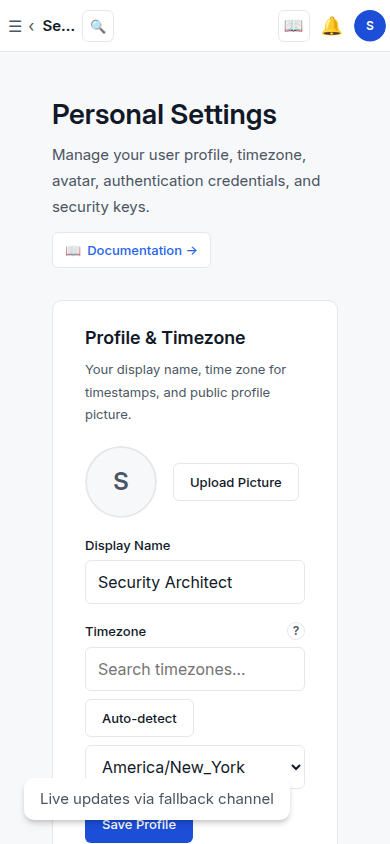 ☰ ‹ Se... 🔍 📖 🔔 S
Personal Settings
Manage your user profile, timezone,
avatar, authentication credentials, and
security keys.
📖 Documentation →
Profile & Timezone
Your display name, time zone for
timestamps, and public profile
picture.
S
Upload Picture
Display Name
Security Architect
Timezone
?
Search timezones...
Auto-detect
America/New_York
Live updates via fallback channel
Save Profile